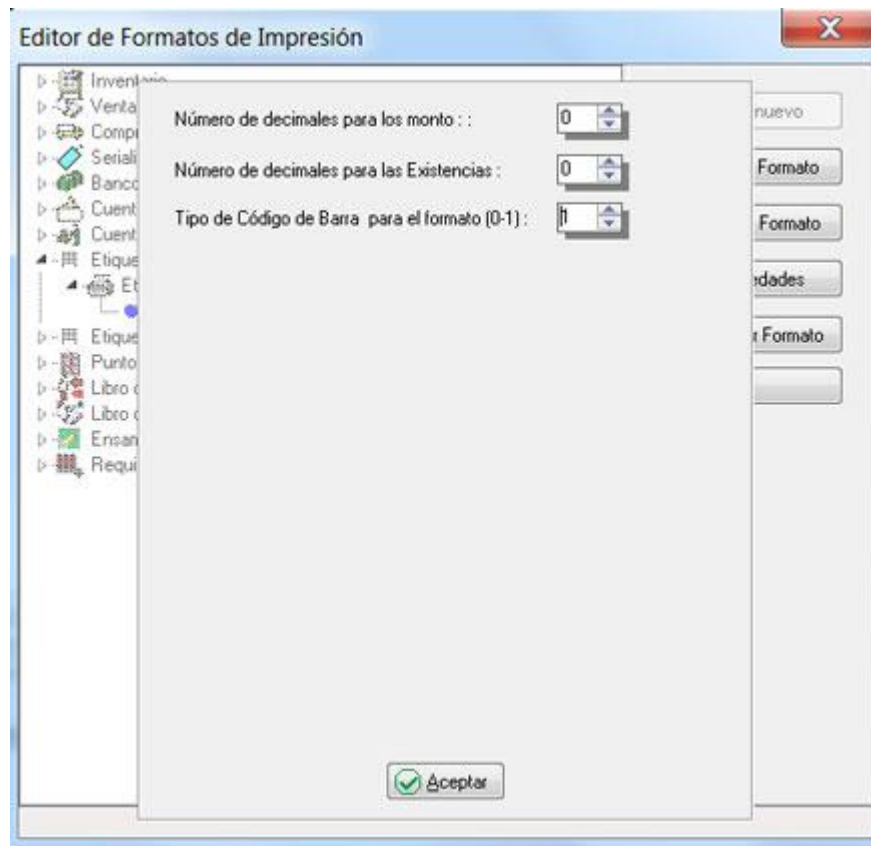 Editor de Formatos de Impresión
Inventario
Venta
Compr
Seriali
Banco
Cuent
Cuent
Etique
Et
Etique
Punto
Libro d
Libro d
Ensan
Requi
Número de decimales para los monto : :
0
Número de decimales para las Existencias :
0
Tipo de Código de Barra para el formato (0-1) :
1
nuevo
Formato
Formato
edades
r Formato
Aceptar